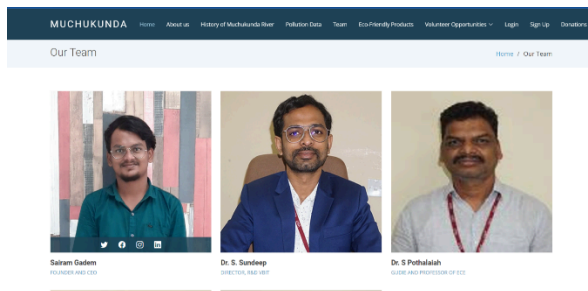 MUCHUKUNDA Home About us History of Muchukunda River Pollution Data Team Eco-Friendly Products Volunteer Opportunities Login Sign Up Donations
Our Team Home / Our Team
Sairam Gadem Dr. S. Sundeep Dr. S Pothalaiah
FOUNDER AND CEO DIRECTOR, R&D VBIT GUIDE AND PROFESSOR OF ECE